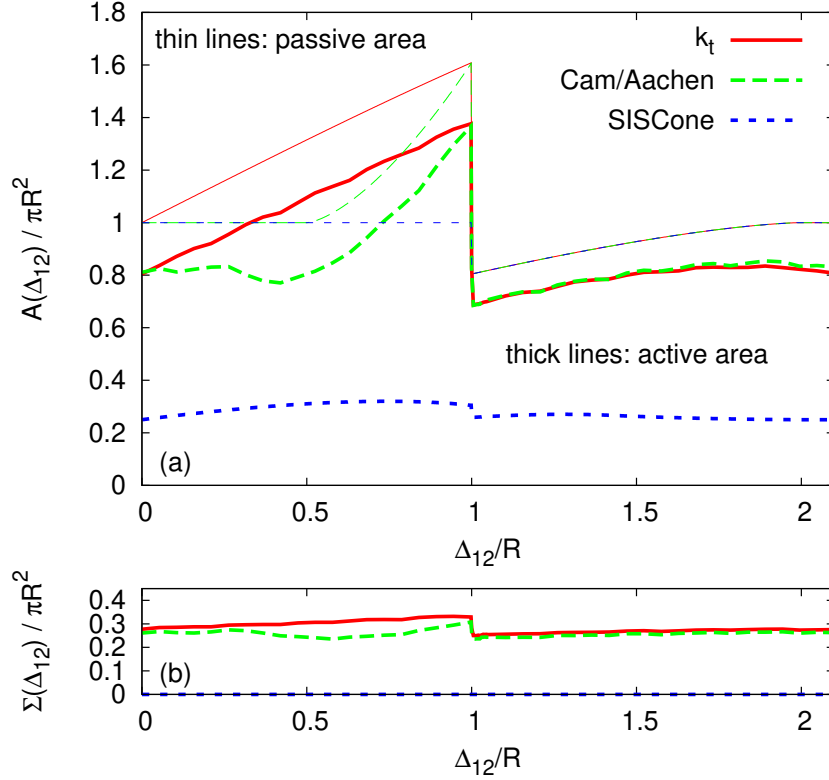 thin lines: passive area
k_t
Cam/Aachen
SISCone
1.8
1.6
1.4
1.2
1
0.8
0.6
0.4
0.2
0
A(Δ_12) / πR^2
thick lines: active area
(a)
0 0.5 1 1.5 2
Δ_12/R
0.4
0.3
0.2
0.1
0
Σ(Δ_12) / πR^2
(b)
0 0.5 1 1.5 2
Δ_12/R